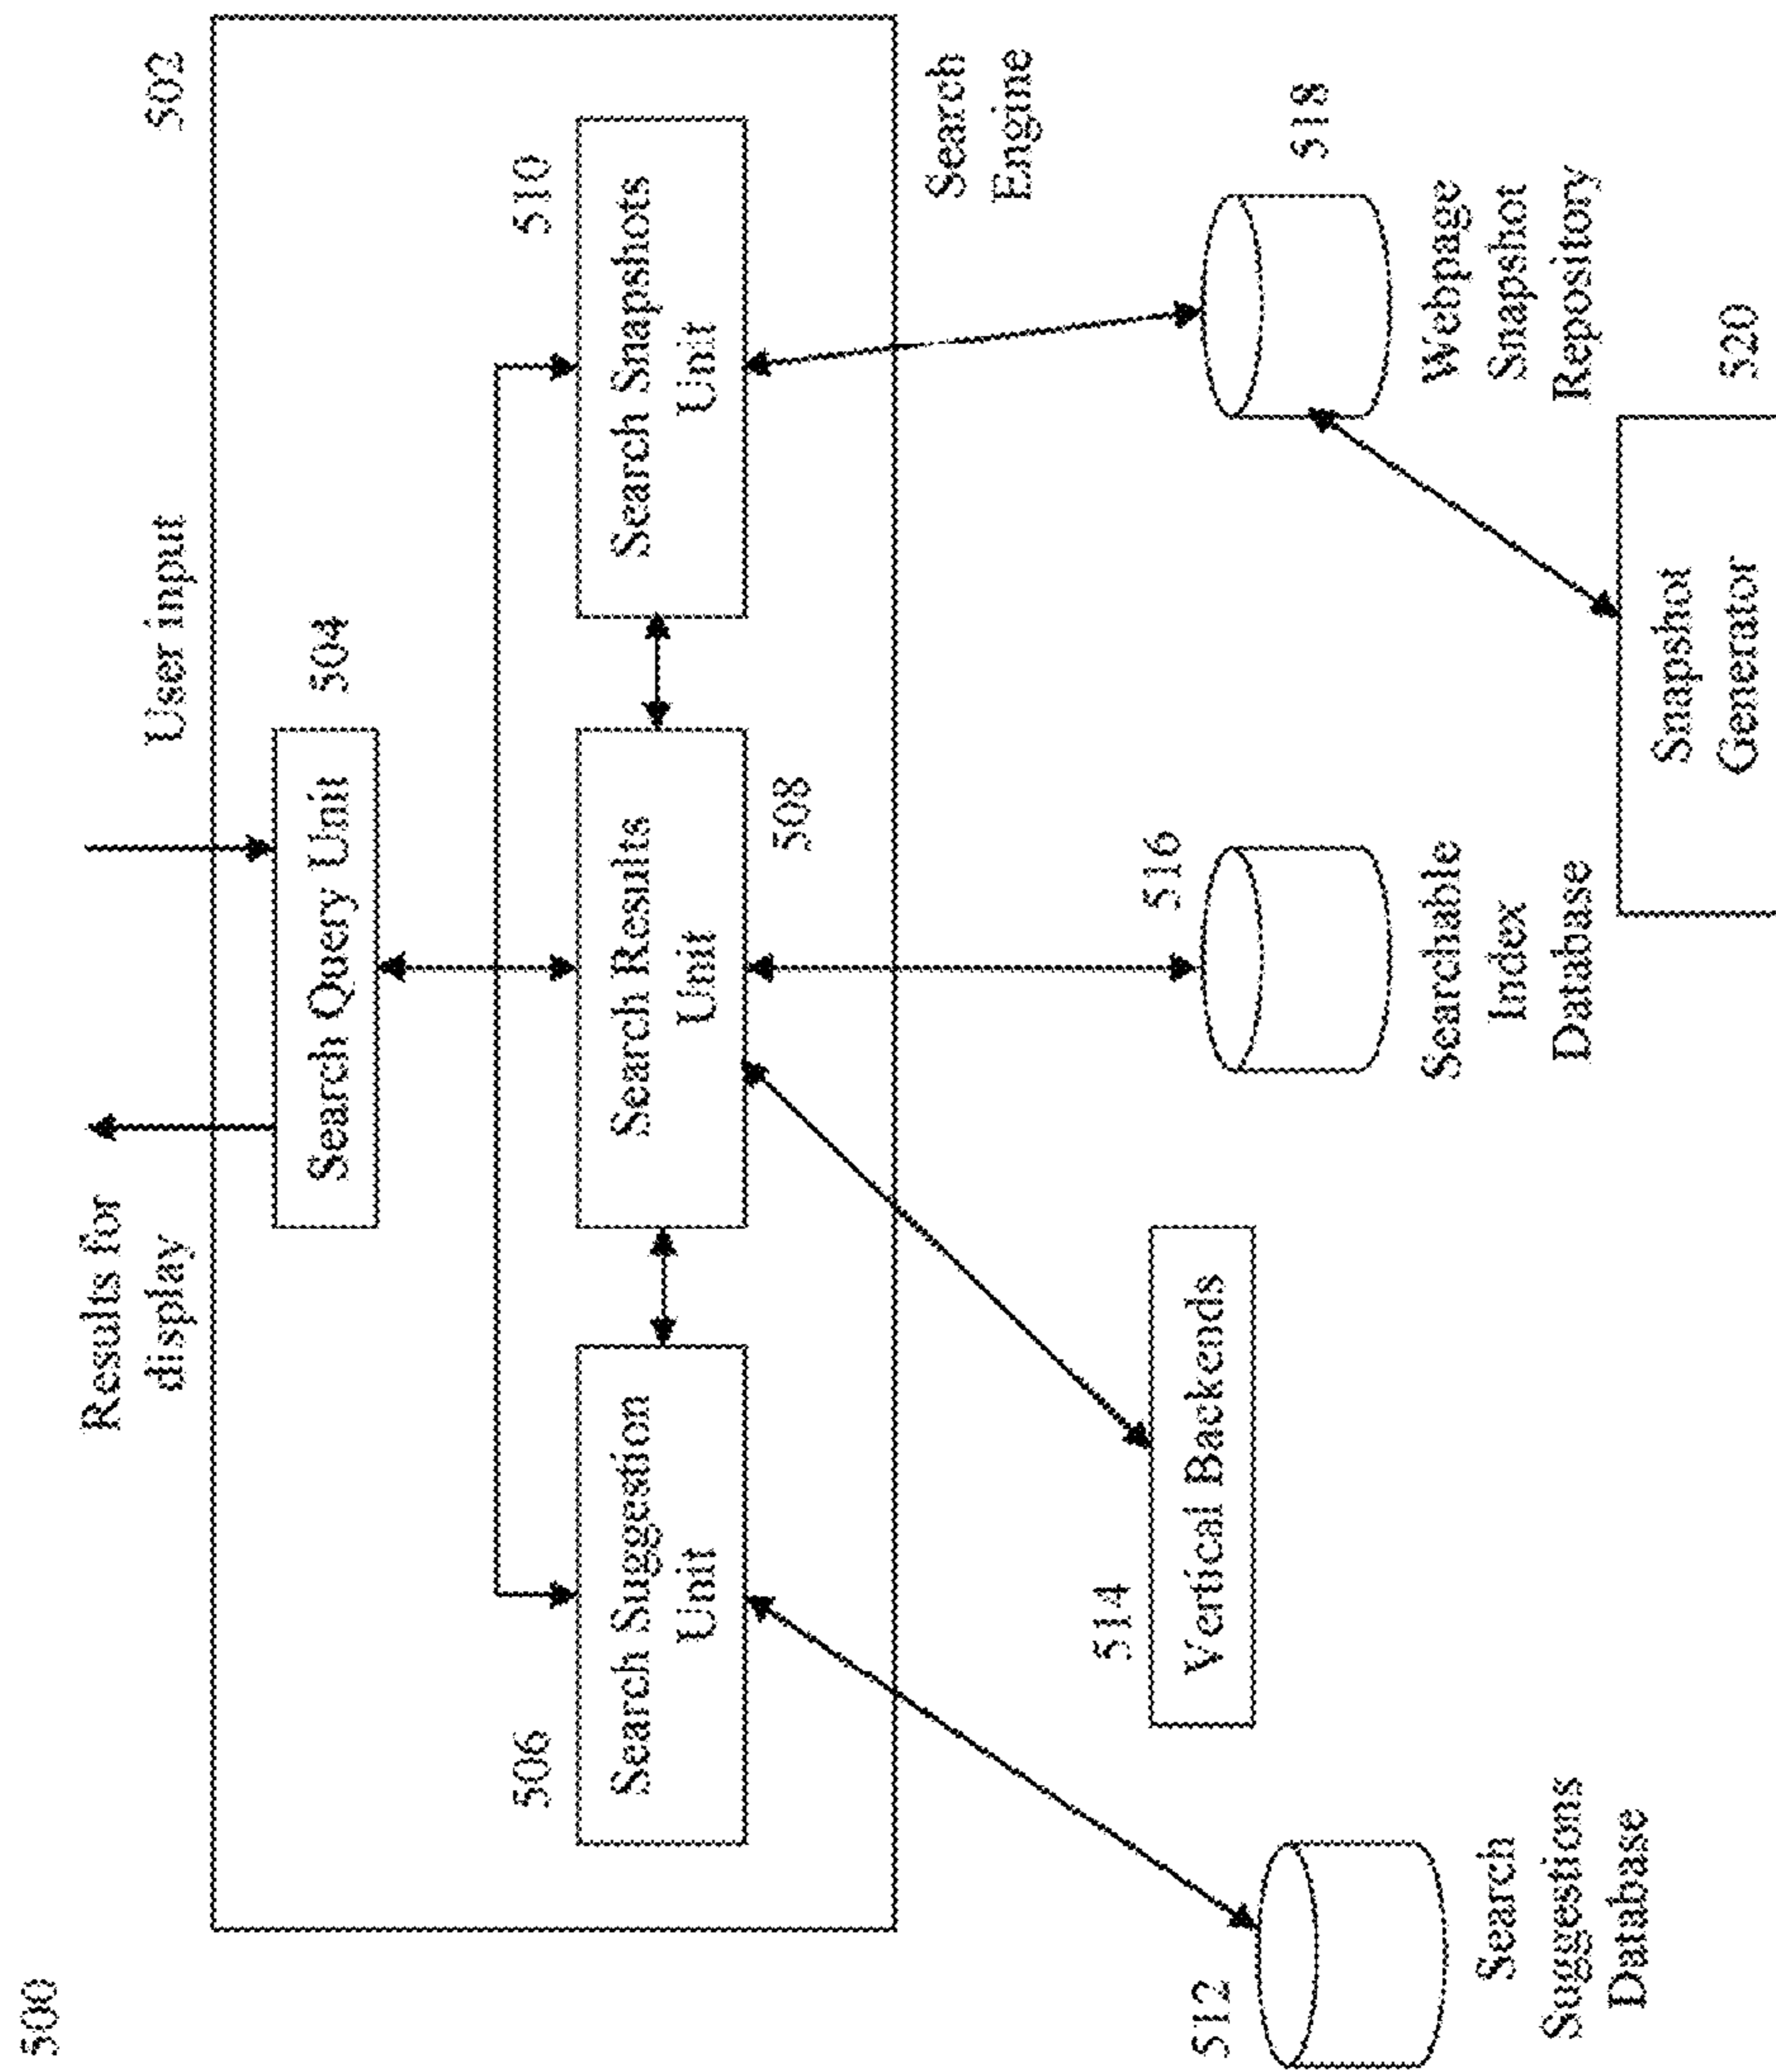 500
Results for
display
User input
502
Search Query Unit
504
506
510
Search Suggestion
Unit
Search Results
Unit
Search Snapshots
Unit
508
Search
Engine
512
514
Vertical Backends
516
518
Search
Suggestions
Database
Searchable
Index
Database
Webpage
Snapshot
Repository
520
Snapshot
Generator